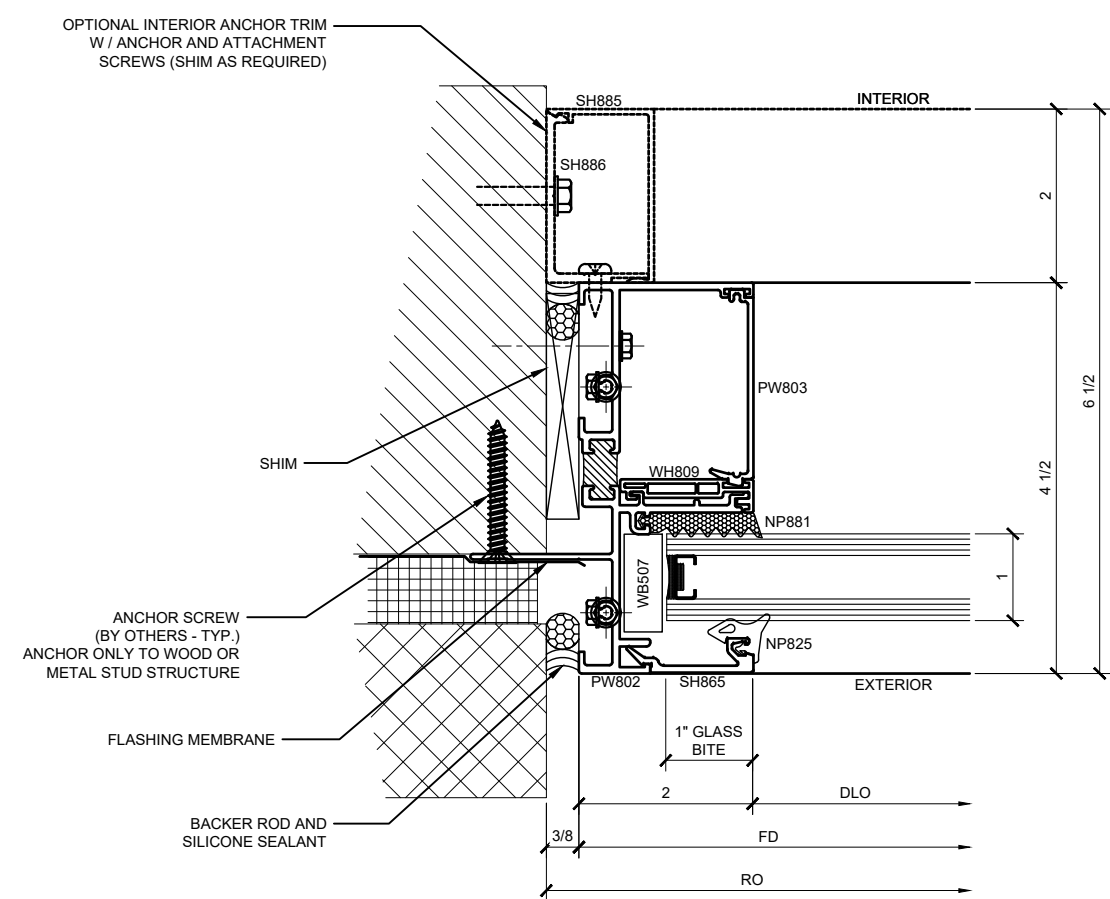 OPTIONAL INTERIOR ANCHOR TRIM
W / ANCHOR AND ATTACHMENT
SCREWS (SHIM AS REQUIRED)
SH885
INTERIOR
SH886
2
6 1/2
4 1/2
PW803
SHIM
WH809
NP881
WB507
1
ANCHOR SCREW
(BY OTHERS - TYP.)
ANCHOR ONLY TO WOOD OR
METAL STUD STRUCTURE
NP825
PW802
SH865
EXTERIOR
FLASHING MEMBRANE
1" GLASS
BITE
2
DLO
BACKER ROD AND
SILICONE SEALANT
3/8
FD
RO